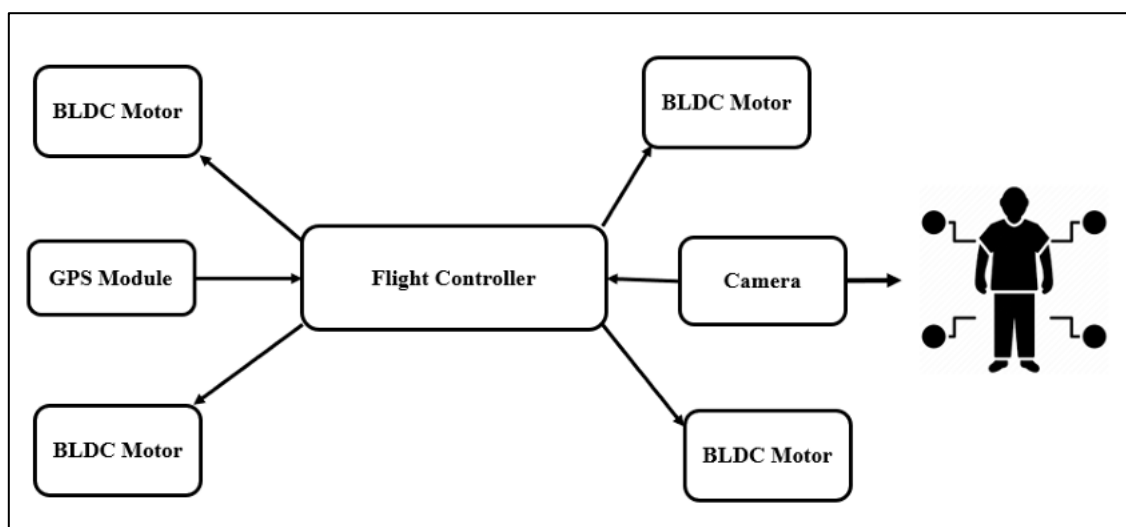 BLDC Motor
BLDC Motor
GPS Module
Flight Controller
Camera
BLDC Motor
BLDC Motor